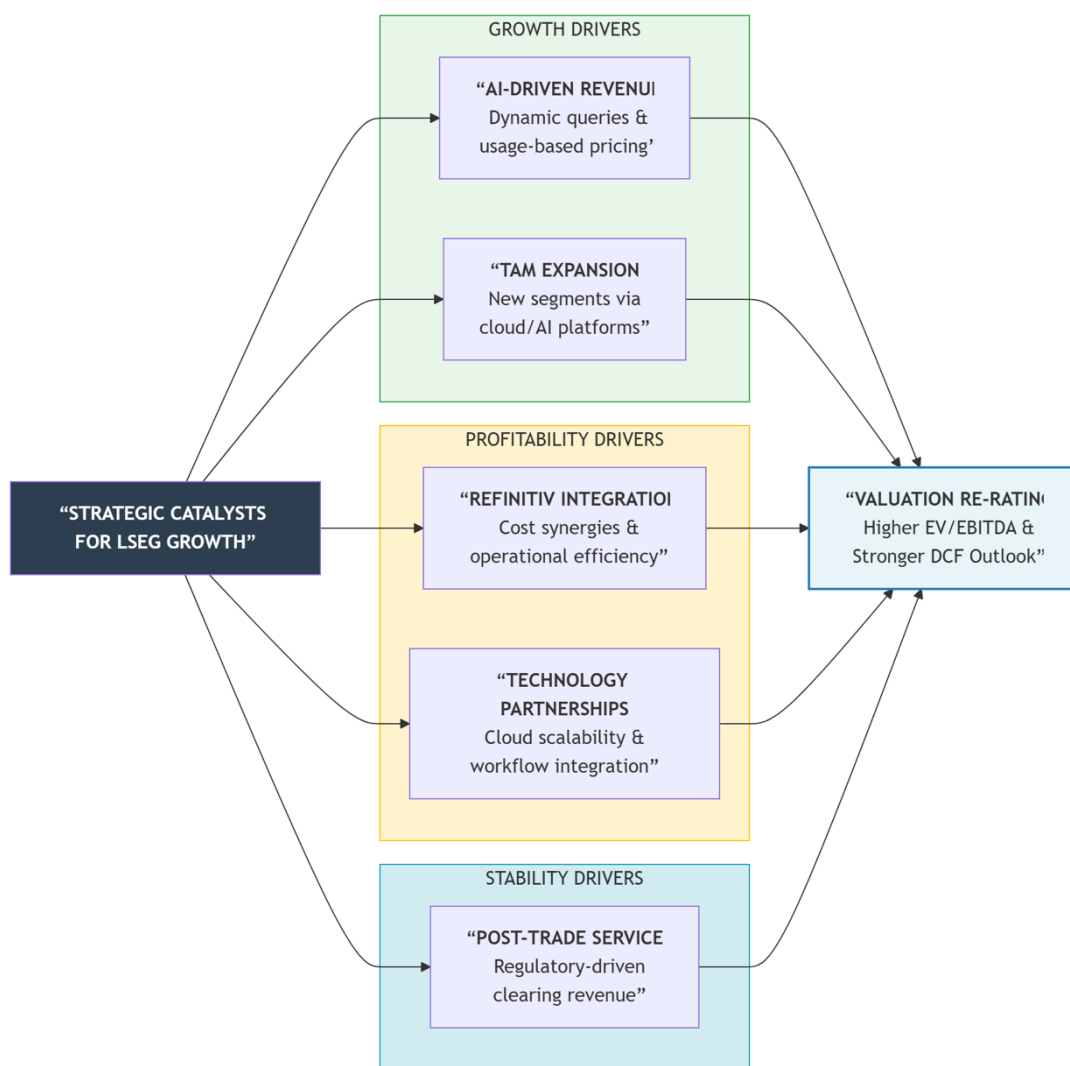 GROWTH DRIVERS
“AI-DRIVEN REVENUI
Dynamic queries &
usage-based pricing’
“TAM EXPANSION
New segments via
cloud/AI platforms”
PROFITABILITY DRIVERS
“REFINITIV INTEGRATIOI
Cost synergies &
operational efficiency”
“TECHNOLOGY
PARTNERSHIPS
Cloud scalability &
workflow integration”
STABILITY DRIVERS
“POST-TRADE SERVICE
Regulatory-driven
clearing revenue”
“STRATEGIC CATALYSTS
FOR LSEG GROWTH”
“VALUATION RE-RATIN
Higher EV/EBITDA &
Stronger DCF Outlook”